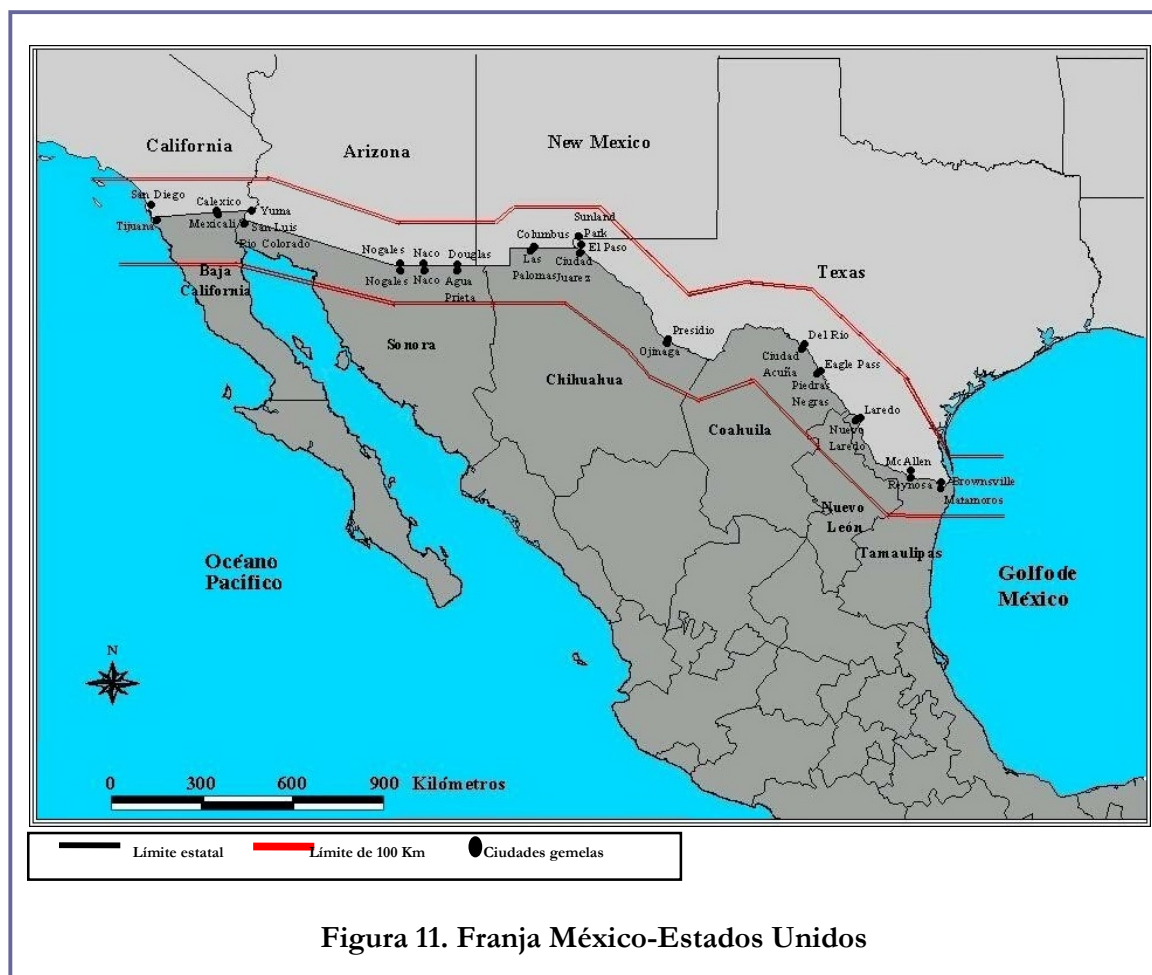 California
Arizona
New Mexico
Texas
San Diego
Tijuana
Calexico
Mexicali
Yuma
San Luis
Rio Colorado
Baja
California
Nogales
Nogales
Naco
Naco
Douglas
Agua
Prieta
Sonora
Columbus
Las
Palomas
Sunland
Park
El Paso
Ciudad
Juarez
Chihuahua
Presidio
Ojinaga
Del Río
Ciudad
Acuña
Eagle Pass
Piedras
Negras
Coahuila
Laredo
Nuevo
Laredo
McAllen
Reynosa
Brownsville
Matamoros
Nuevo
León
Tamaulipas
Océano
Pacífico
Golfo de
México
N
0 300 600 900 Kilómetros
Límite estatal Límite de 100 Km Ciudades gemelas
Figura 11. Franja México-Estados Unidos